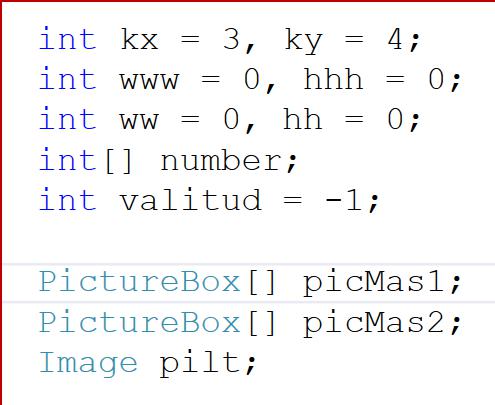 int kx = 3, ky = 4;
int www = 0, hhh = 0;
int ww = 0, hh = 0;
int[] number;
int valitud = -1;
PictureBox[] picMas1;
PictureBox[] picMas2;
Image pilt;